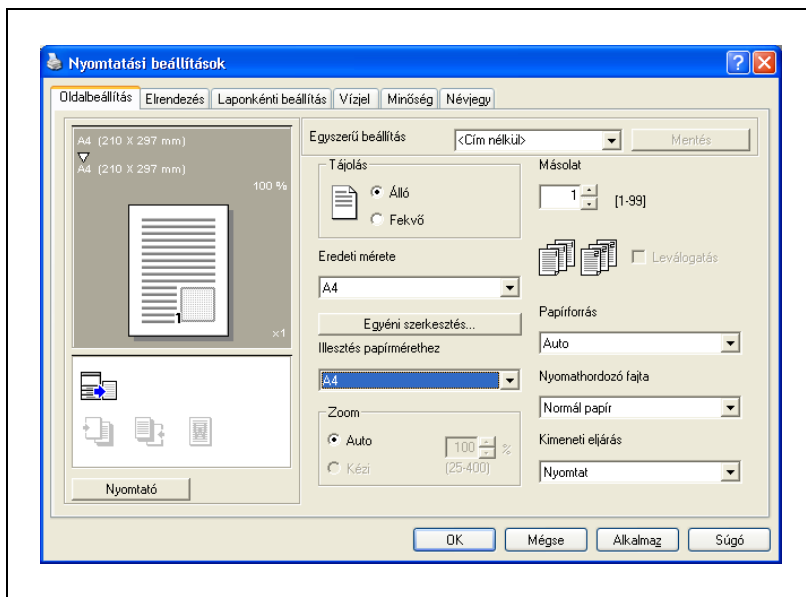 Nyomtatási beállítások
Oldalbeállítás Elrendezés Laponkénti beállítás Vízjel Minőség Névjegy
A4 (210 X 297 mm)
A4 (210 X 297 mm)
100 %
1
x1
Nyomtató
Egyszerű beállítás <Cím nélkül> Mentés
Tájolás
Álló
Fekvő
Eredeti mérete
A4
Egyéni szerkesztés...
Illesztés papírmérethez
A4
Zoom
Auto 100 %
Kézi (25-400)
Másolat
1 [1-99]
Leválogatás
Papírforrás
Auto
Nyomathordozó fajta
Normál papír
Kimeneti eljárás
Nyomtat
OK Mégse Alkalmaz Súgó